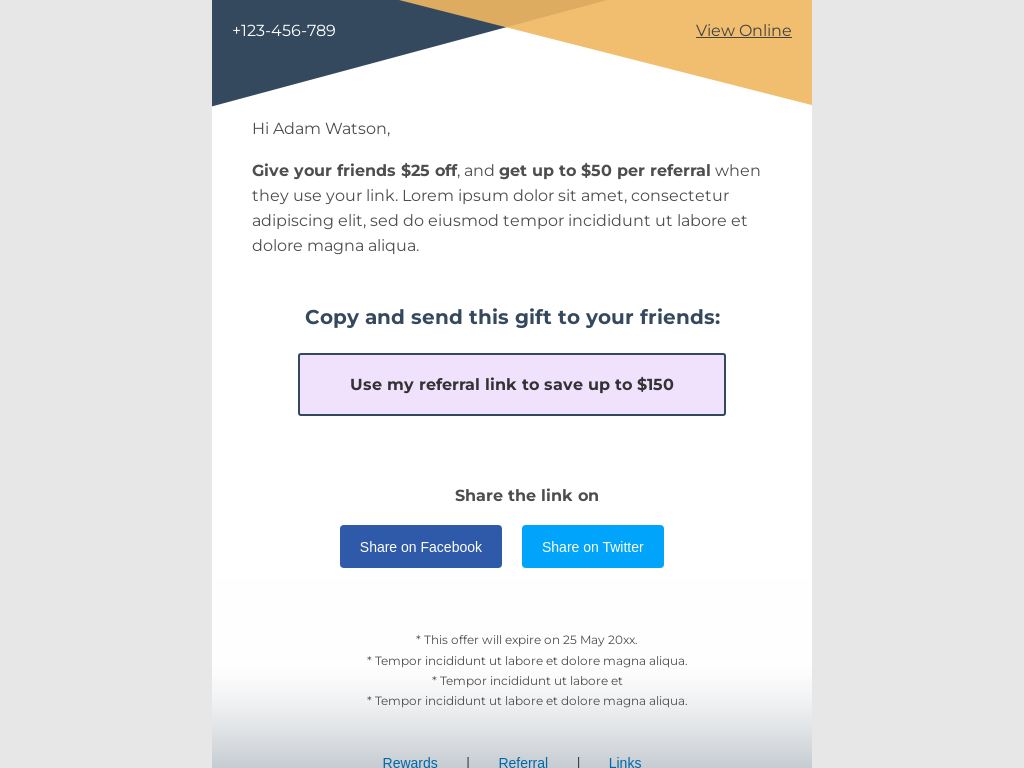 +123-456-789 View Online
Hi Adam Watson,
Give your friends $25 off, and get up to $50 per referral when
they use your link. Lorem ipsum dolor sit amet, consectetur
adipiscing elit, sed do eiusmod tempor incididunt ut labore et
dolore magna aliqua.
Copy and send this gift to your friends:
Use my referral link to save up to $150
Share the link on
Share on Facebook Share on Twitter
* This offer will expire on 25 May 20xx.
* Tempor incididunt ut labore et dolore magna aliqua.
* Tempor incididunt ut labore et
* Tempor incididunt ut labore et dolore magna aliqua.
Rewards | Referral | Links